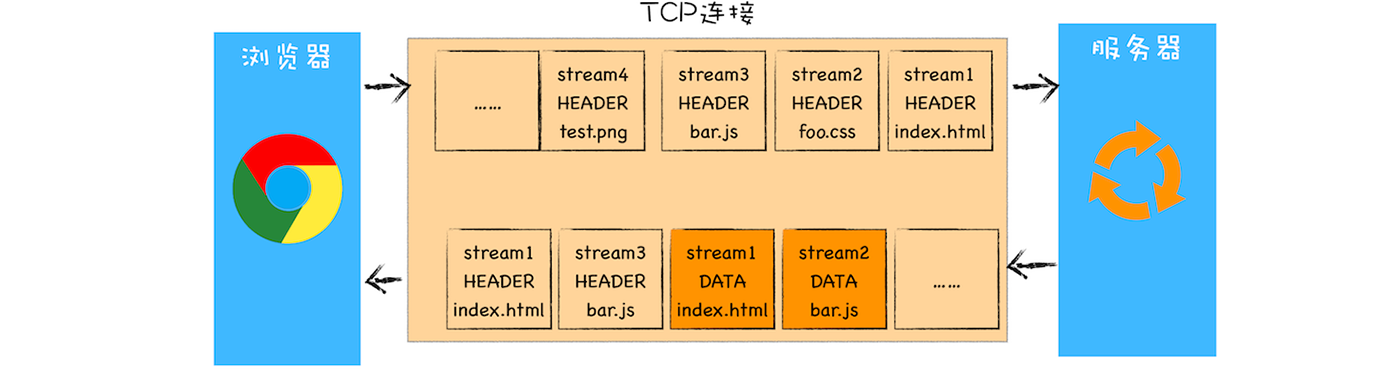 TCP连接
浏览器
服务器
……
stream4
HEADER
test.png
stream3
HEADER
bar.js
stream2
HEADER
foo.css
stream1
HEADER
index.html
stream1
HEADER
index.html
stream3
HEADER
bar.js
stream1
DATA
index.html
stream2
DATA
bar.js
……